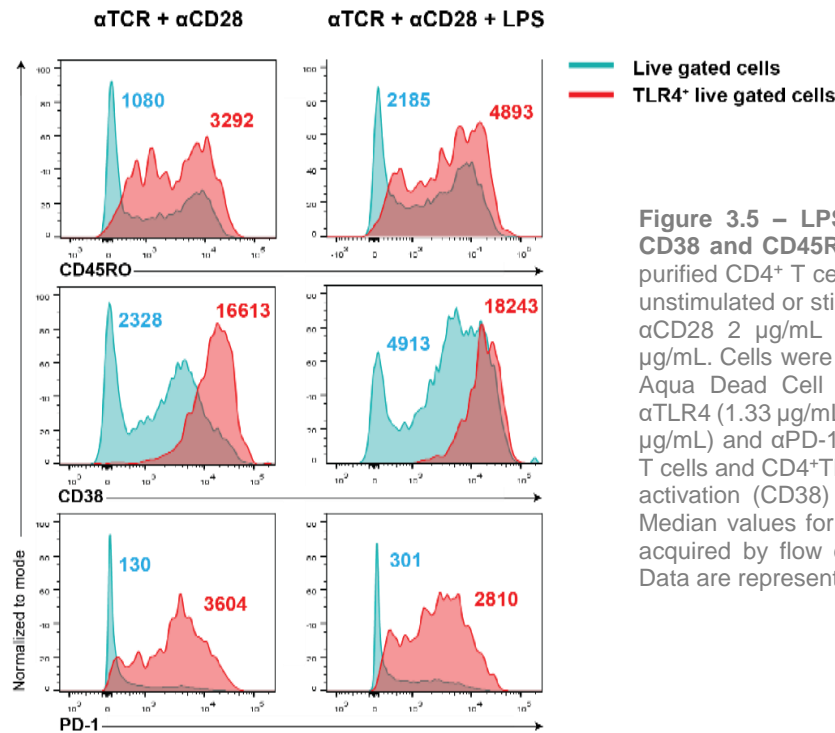 αTCR + αCD28
αTCR + αCD28 + LPS
Live gated cells
TLR4⁺ live gated cells
1080
3292
2185
4893
CD45RO
2328
16613
4913
18243
CD38
130
3604
301
2810
PD-1
Normalized to mode
Figure 3.5 – LPS
CD38 and CD45R
purified CD4⁺ T ce
unstimulated or sti
αCD28 2 µg/mL
µg/mL. Cells were
Aqua Dead Cell
αTLR4 (1.33 µg/mL
µg/mL) and αPD-1
T cells and CD4⁺Tl
activation (CD38)
Median values for
acquired by flow
Data are represent